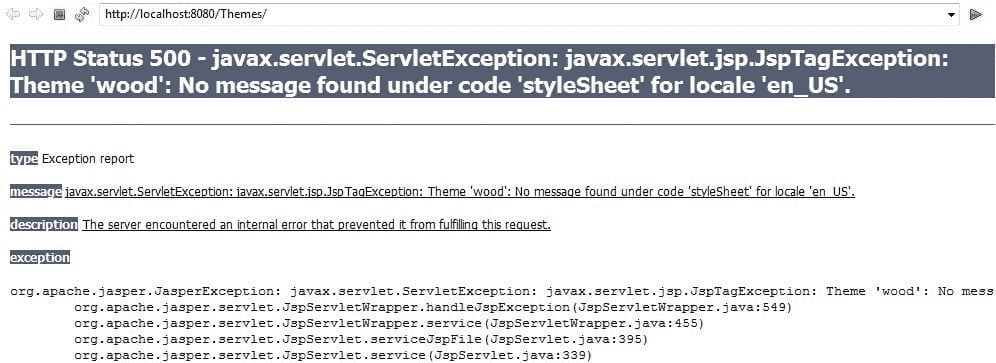 http://localhost:8080/Themes/
HTTP Status 500 - javax.servlet.ServletException: javax.servlet.jsp.JspTagException:
Theme 'wood': No message found under code 'styleSheet' for locale 'en_US'.
type Exception report
message javax.servlet.ServletException: javax.servlet.jsp.JspTagException: Theme 'wood': No message found under code 'styleSheet' for locale 'en_US'.
description The server encountered an internal error that prevented it from fulfilling this request.
exception
org.apache.jasper.JasperException: javax.servlet.ServletException: javax.servlet.jsp.JspTagException: Theme 'wood': No mess
org.apache.jasper.servlet.JspServletWrapper.handleJspException(JspServletWrapper.java:549)
org.apache.jasper.servlet.JspServletWrapper.service(JspServletWrapper.java:455)
org.apache.jasper.servlet.JspServlet.serviceJspFile(JspServlet.java:395)
org.apache.jasper.servlet.JspServlet.service(JspServlet.java:339)